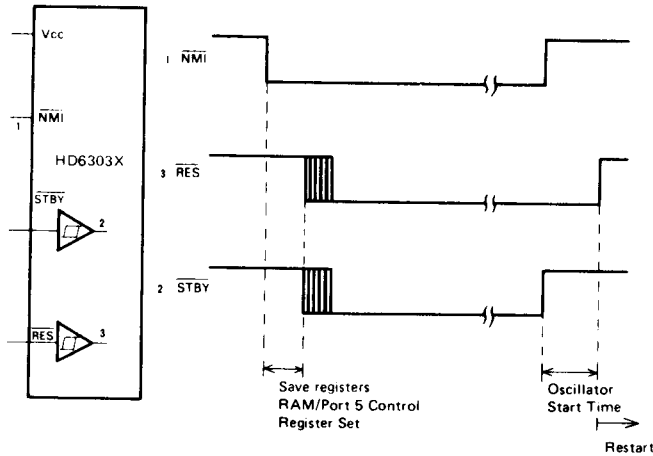 Vcc
1 NMI
1 NMI
HD6303X
3 RES
STBY
2
2 STBY
RES
3
Save registers
RAM/Port 5 Control
Register Set
Oscillator
Start Time
Restart